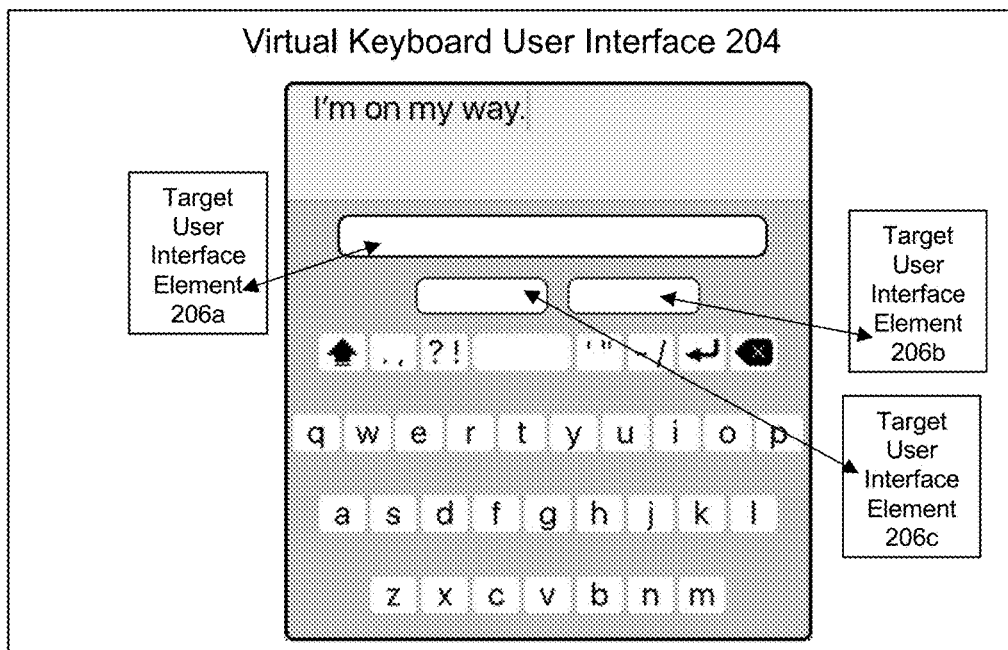 Virtual Keyboard User Interface 204
I'm on my way.
Target
User
Interface
Element
206a
Target
User
Interface
Element
206b
. , ? ! ' " - /
q w e r t y u i o p
a s d f g h j k l
z x c v b n m
Target
User
Interface
Element
206c